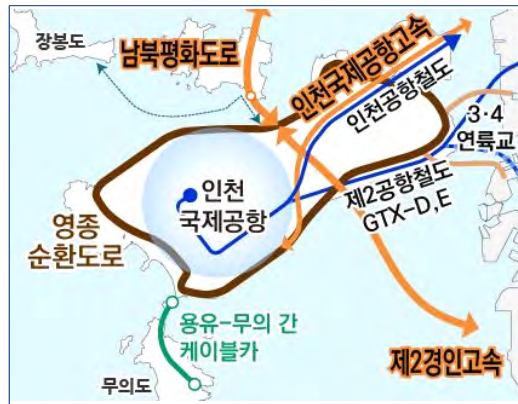 장봉도
남북평화도로
인천국제공항고속
인천공항철도
3·4
연륙교
제2공항철도
GTX-D,E
인천
국제공항
영종
순환도로
용유-무의 간
케이블카
무의도
제2경인고속